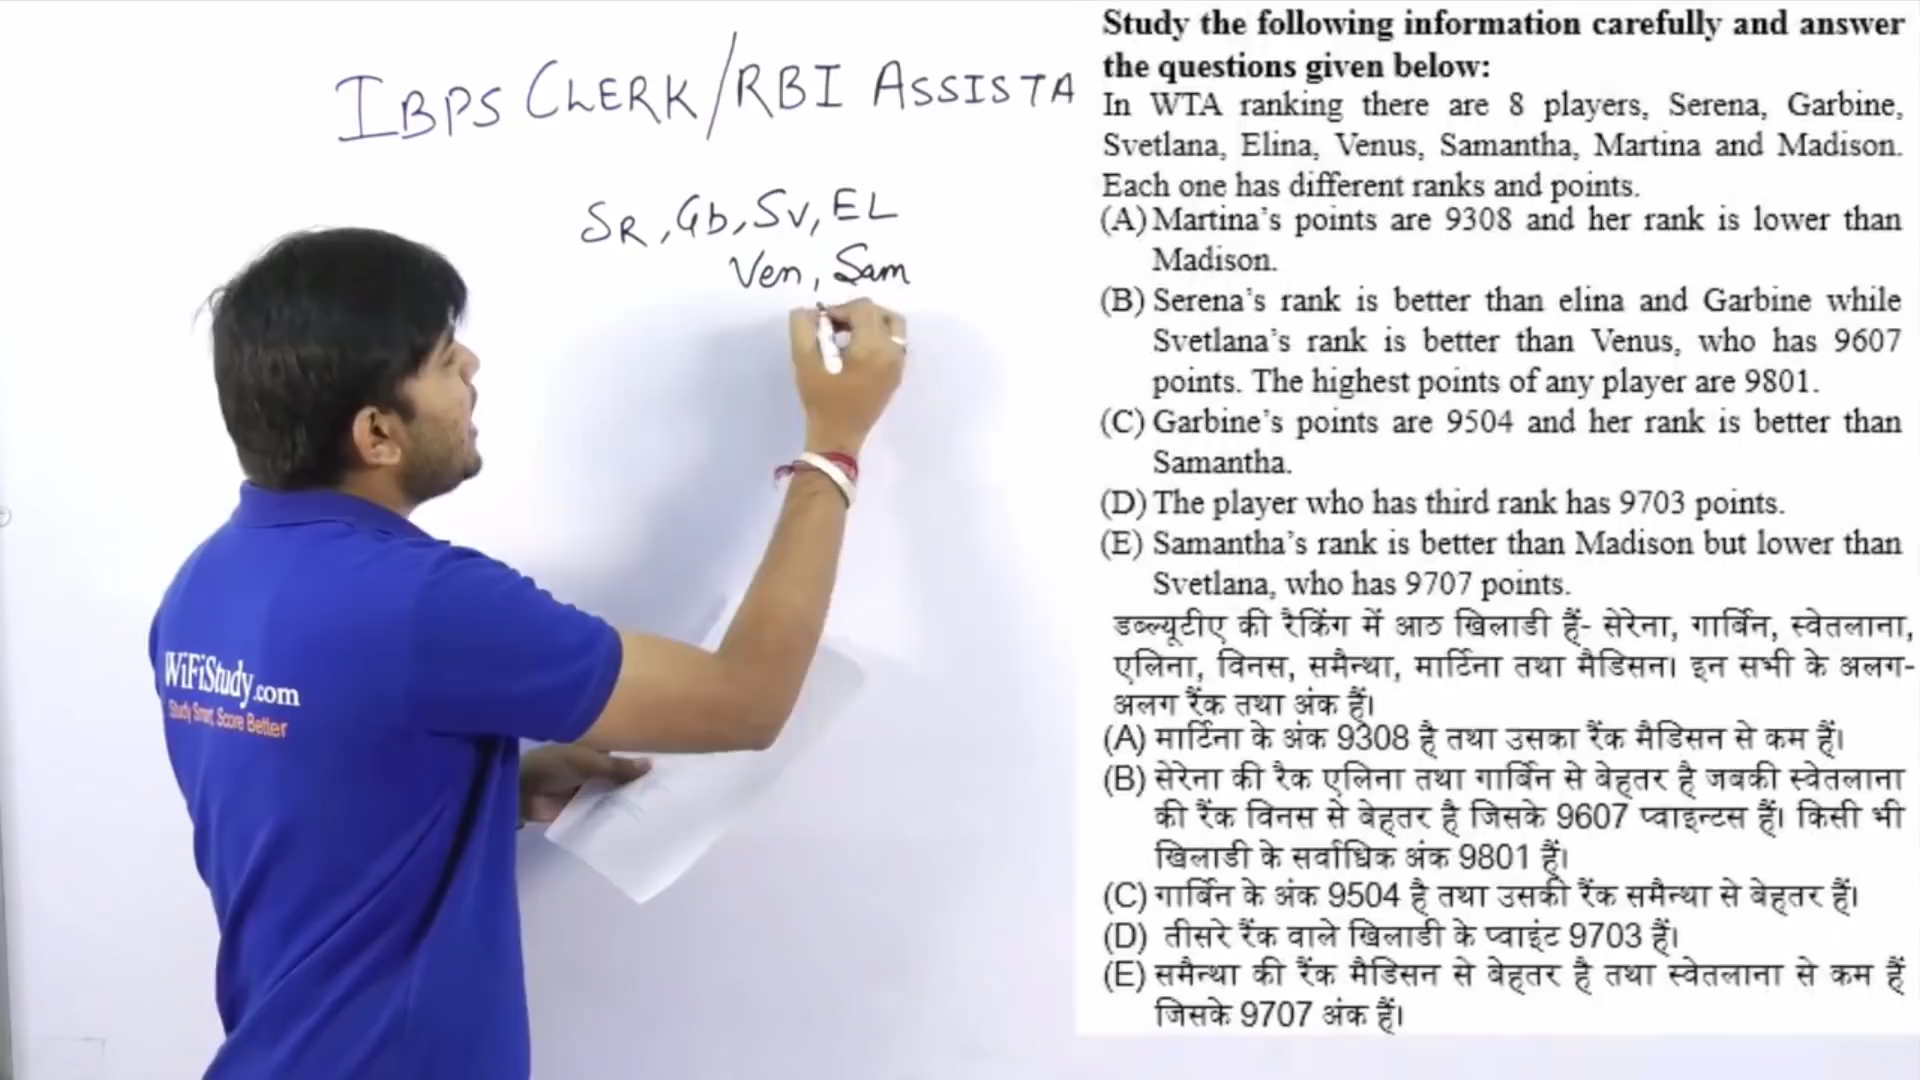 IBPS CLERK/RBI ASSISTA
SR, Gb, SV, EL
Ven, Sam
WiFiStudy.com
Study Smart Score Better
Study the following information carefully and answer
the questions given below:
In WTA ranking there are 8 players, Serena, Garbine,
Svetlana, Elina, Venus, Samantha, Martina and Madison.
Each one has different ranks and points.
(A) Martina's points are 9308 and her rank is lower than
Madison.
(B) Serena's rank is better than elina and Garbine while
Svetlana's rank is better than Venus, who has 9607
points. The highest points of any player are 9801.
(C) Garbine's points are 9504 and her rank is better than
Samantha.
(D) The player who has third rank has 9703 points.
(E) Samantha's rank is better than Madison but lower than
Svetlana, who has 9707 points.
डब्ल्यूटीए की रैकिंग में आठ खिलाडी हैं- सेरेना, गार्बिन, स्वेतलाना,
एलिना, विनस, समैन्था, मार्टिना तथा मैडिसन। इन सभी के अलग-
अलग रैंक तथा अंक हैं।
(A) मार्टिना के अंक 9308 है तथा उसका रैंक मैडिसन से कम हैं।
(B) सेरेना की रैक एलिना तथा गार्बिन से बेहतर है जबकी स्वेतलाना
की रैंक विनस से बेहतर है जिसके 9607 प्वाइन्टस हैं। किसी भी
खिलाडी के सर्वाधिक अंक 9801 हैं।
(C) गार्बिन के अंक 9504 है तथा उसकी रैंक समैन्था से बेहतर हैं।
(D) तीसरे रैंक वाले खिलाडी के प्वाइंट 9703 हैं।
(E) समैन्था की रैंक मैडिसन से बेहतर है तथा स्वेतलाना से कम हैं
जिसके 9707 अंक हैं।